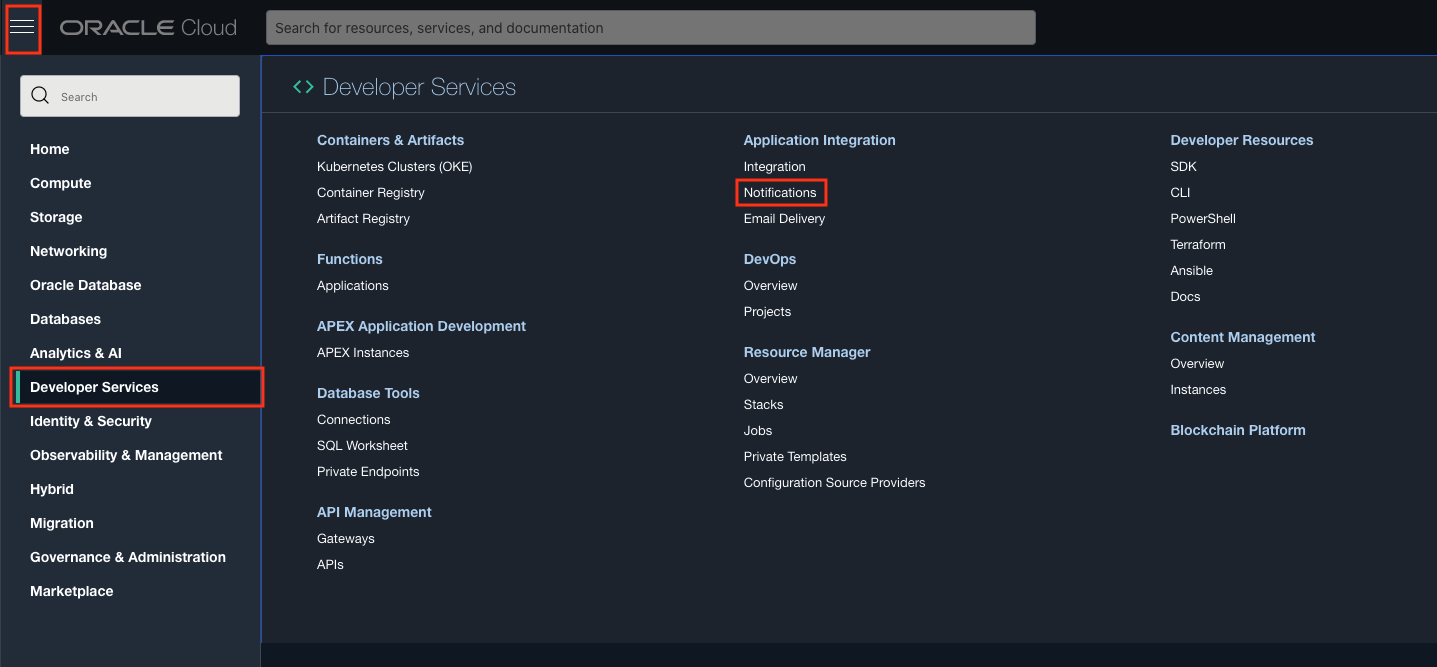 ORACLE Cloud
Search for resources, services, and documentation
Search
Home
Compute
Storage
Networking
Oracle Database
Databases
Analytics & AI
Developer Services
Identity & Security
Observability & Management
Hybrid
Migration
Governance & Administration
Marketplace
Developer Services
Containers & Artifacts
Kubernetes Clusters (OKE)
Container Registry
Artifact Registry
Functions
Applications
APEX Application Development
APEX Instances
Database Tools
Connections
SQL Worksheet
Private Endpoints
API Management
Gateways
APIs
Application Integration
Integration
Notifications
Email Delivery
DevOps
Overview
Projects
Resource Manager
Overview
Stacks
Jobs
Private Templates
Configuration Source Providers
Developer Resources
SDK
CLI
PowerShell
Terraform
Ansible
Docs
Content Management
Overview
Instances
Blockchain Platform